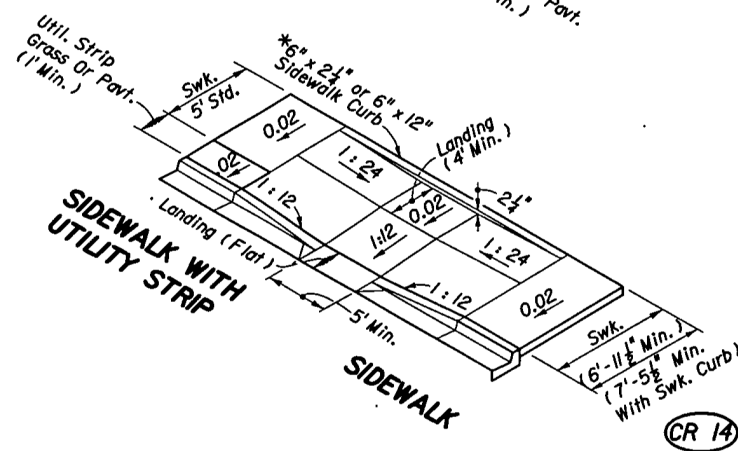 in.)
Pavt.
Util. Strip
Grass Or Pavt.
(1' Min.)
Swk.
5' Std.
*6" x 2¼" or 6" x 12"
Sidewalk Curb
Landing
(4' Min.)
0.02
1:24
0.02
2¼"
.02
1:12
1:12
1:24
Landing (Flat)
1:12
0.02
SIDEWALK WITH
UTILITY STRIP
5' Min.
SIDEWALK
Swk.
(6'-11½" Min.)
(7'-5½" Min.
With Swk. Curb)
CR 14